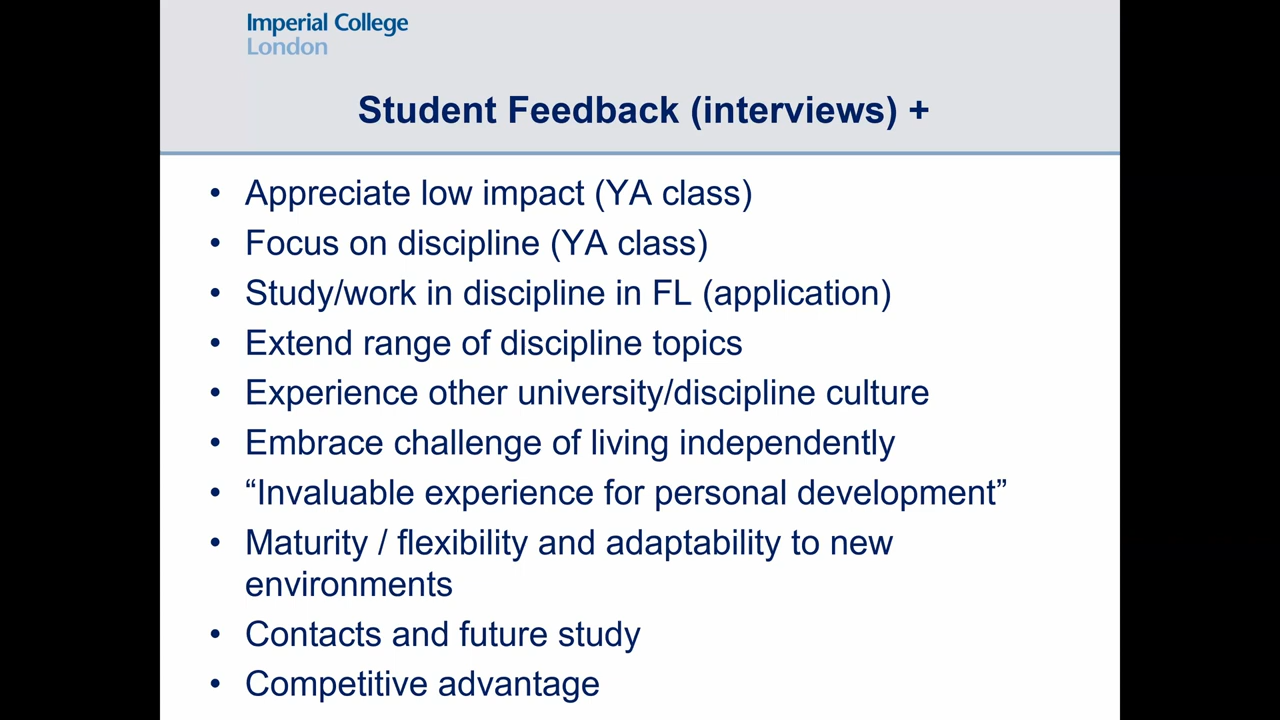 Imperial College
London
Student Feedback (interviews) +
• Appreciate low impact (YA class)
• Focus on discipline (YA class)
• Study/work in discipline in FL (application)
• Extend range of discipline topics
• Experience other university/discipline culture
• Embrace challenge of living independently
• “Invaluable experience for personal development”
• Maturity / flexibility and adaptability to new
environments
• Contacts and future study
• Competitive advantage